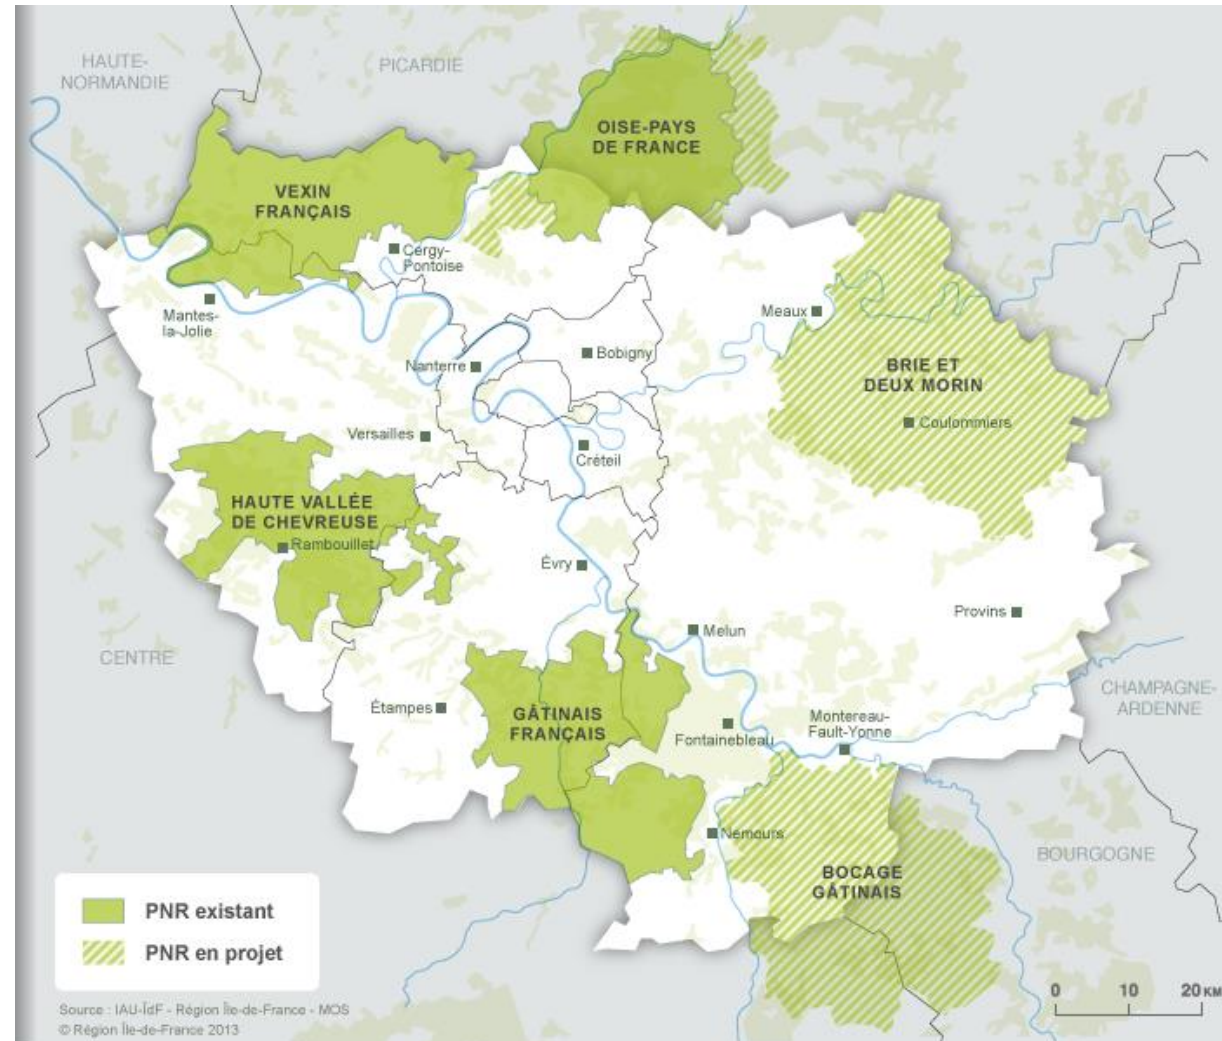 HAUTE-
NORMANDIE
PICARDIE
OISE-PAYS
DE FRANCE
VEXIN
FRANÇAIS
Cergy-
Pontoise
Mantes-
la-Jolie
Meaux
Nanterre
Bobigny
BRIE ET
DEUX MORIN
Coulommiers
Versailles
Créteil
HAUTE VALLÉE
DE CHEVREUSE
Rambouillet
Évry
Provins
Melun
CENTRE
Étampes
GÂTINAIS
FRANÇAIS
Fontainebleau
Montereau-
Fault-Yonne
CHAMPAGNE-
ARDENNE
Nemours
BOCAGE
GÂTINAIS
BOURGOGNE
PNR existant
PNR en projet
0 10 20 KM
Source : IAU-ÎdF - Région Île-de-France - MOS
© Région Île-de-France 2013